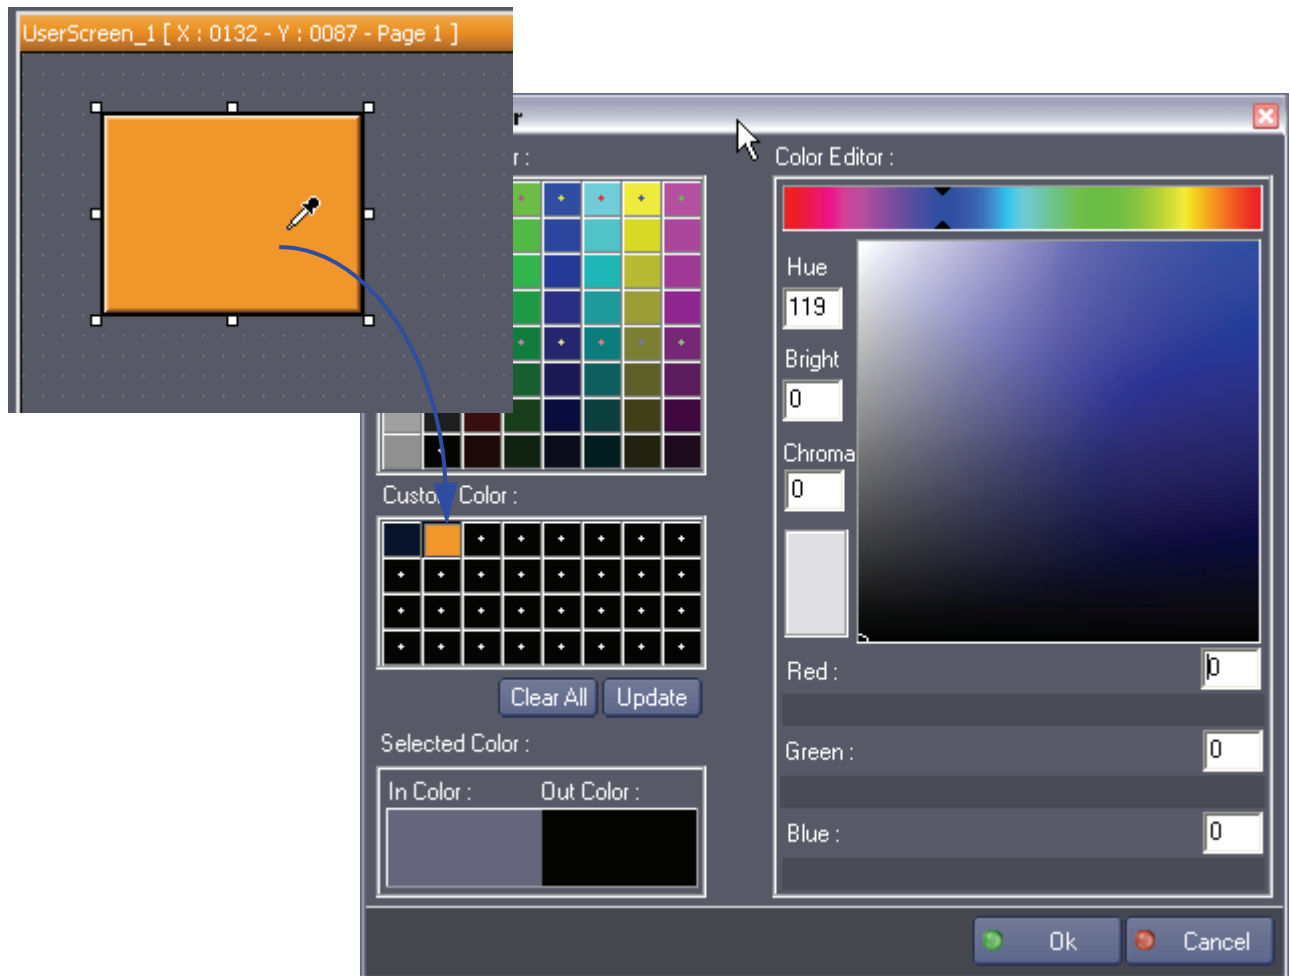 UserScreen_1 [ X : 0132 - Y : 0087 - Page 1 ]
Color Editor :
Hue
119
Bright
0
Chroma
0
Color :
Clear All
Update
Selected Color :
In Color :
Out Color :
Red :
0
Green :
0
Blue :
0
Ok
Cancel